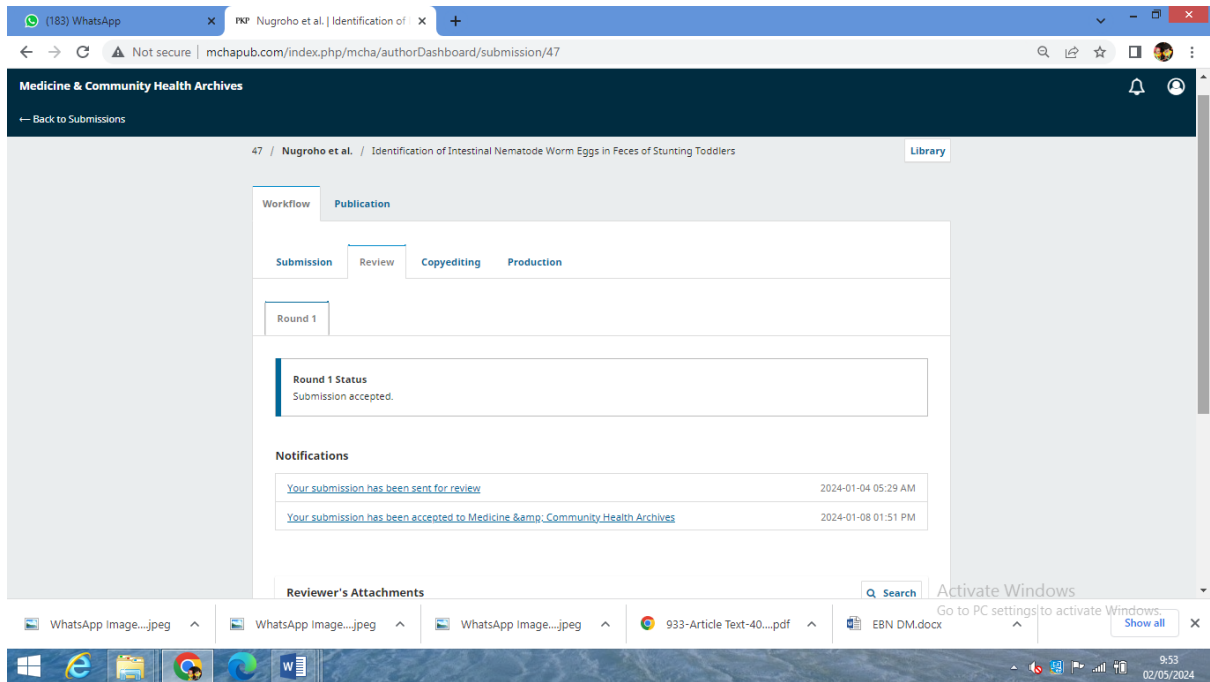 (183) WhatsApp
PKP Nugroho et al. | Identification of
Not secure | mchapub.com/index.php/mcha/authorDashboard/submission/47
Medicine & Community Health Archives
← Back to Submissions
47 / Nugroho et al. / Identification of Intestinal Nematode Worm Eggs in Feces of Stunting Toddlers
Library
Workflow Publication
Submission Review Copyediting Production
Round 1
Round 1 Status
Submission accepted.
Notifications
Your submission has been sent for review 2024-01-04 05:29 AM
Your submission has been accepted to Medicine &amp; Community Health Archives 2024-01-08 01:51 PM
Reviewer's Attachments Search
Activate Windows
Go to PC settings to activate Windows.
WhatsApp Image....jpeg WhatsApp Image....jpeg WhatsApp Image....jpeg 933-Article Text-40....pdf EBN DM.docx Show all
9:53
02/05/2024